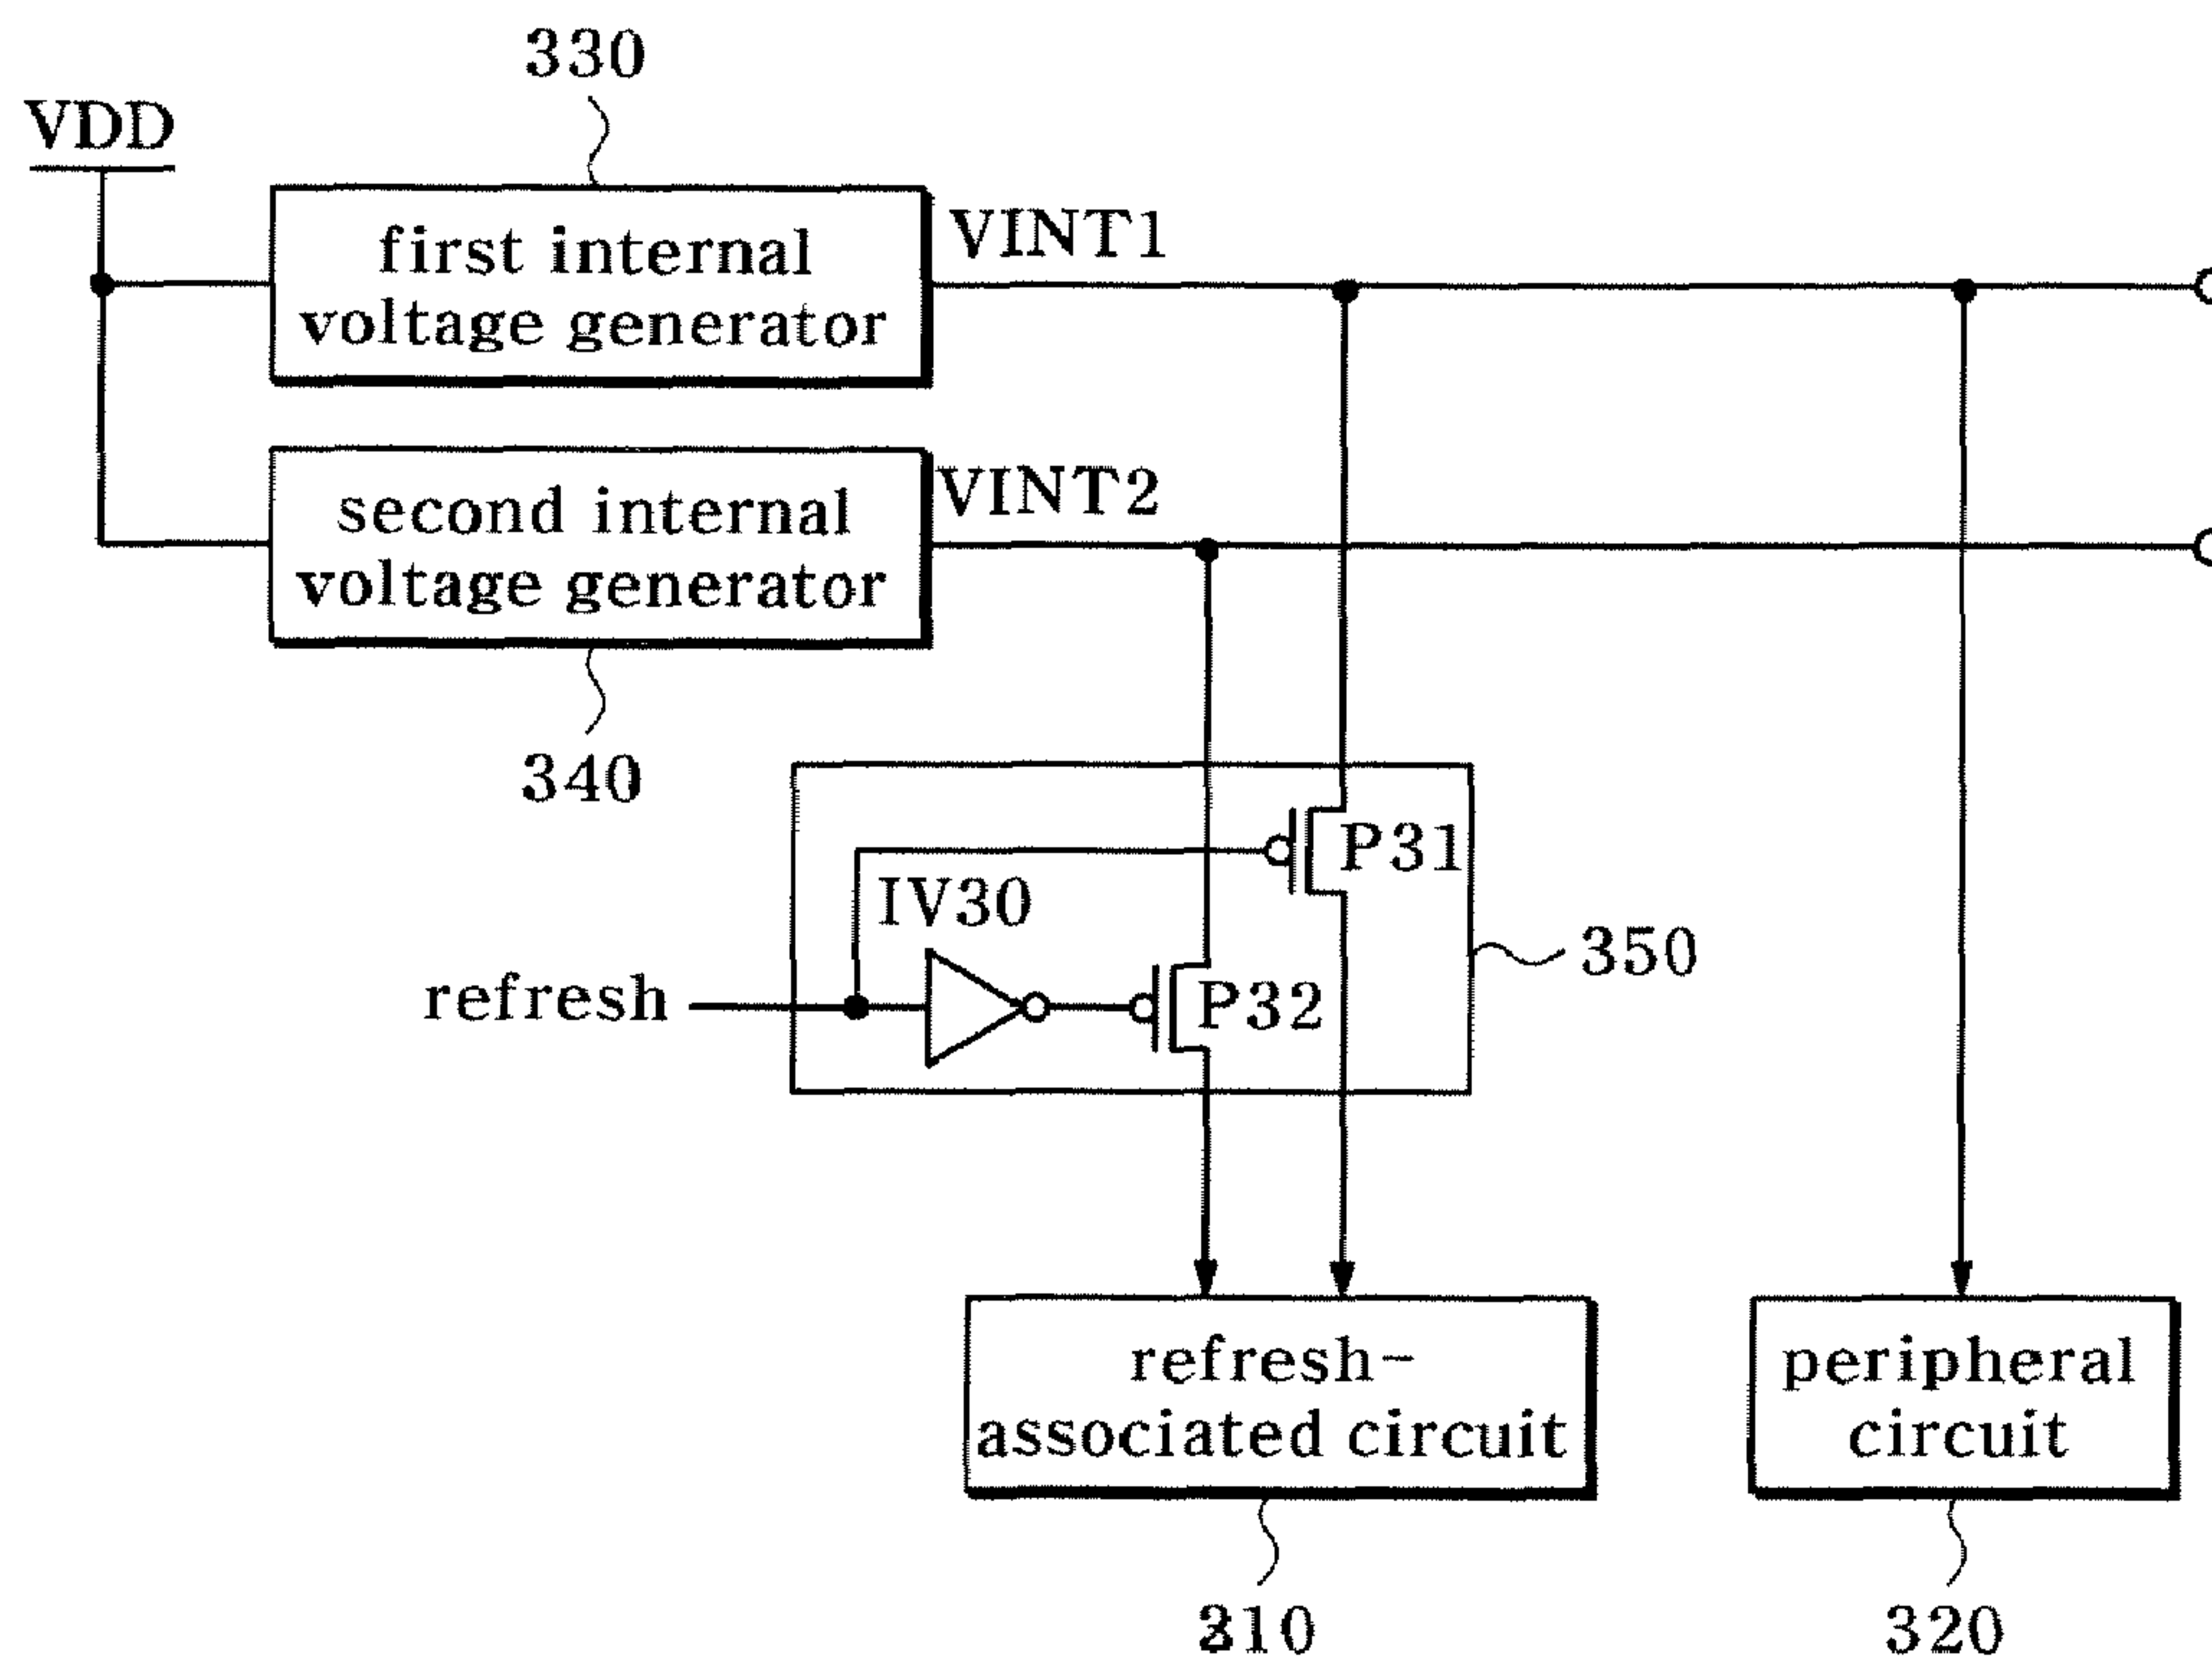 330
VDD
first internal
voltage generator
VINT1
second internal
voltage generator
VINT2
340
P31
IV30
350
refresh
P32
refresh-
associated circuit
peripheral
circuit
310
320